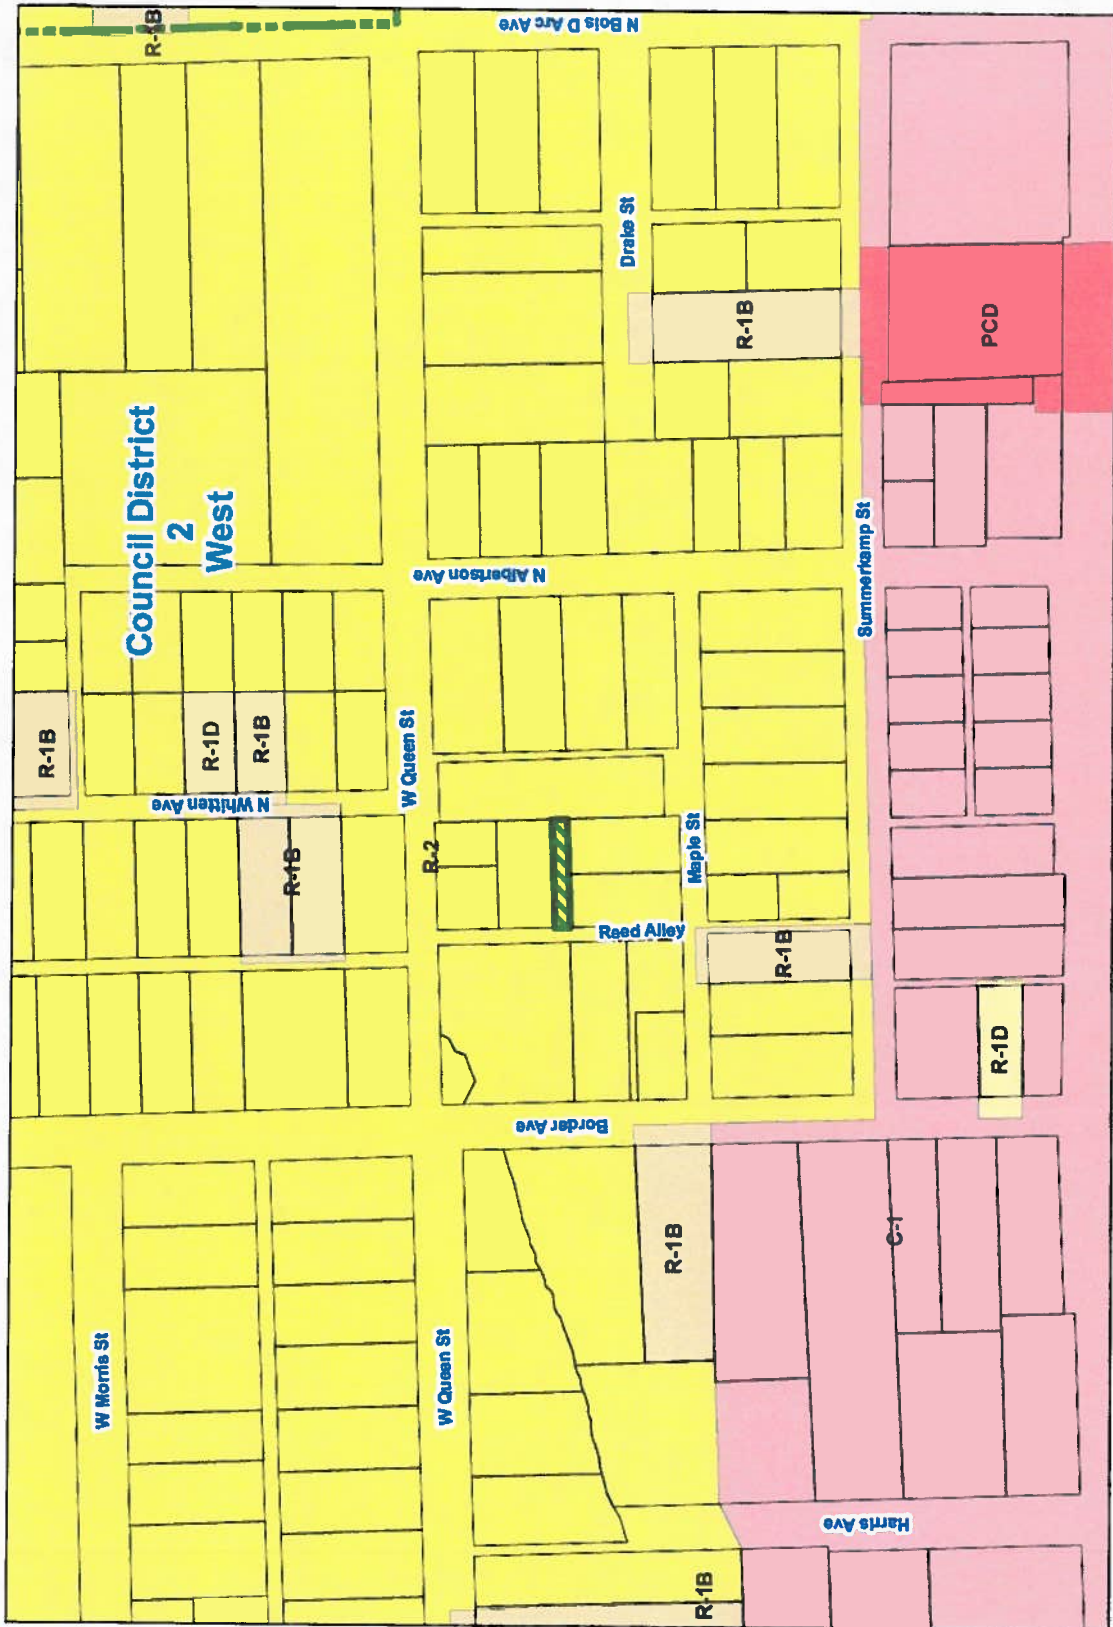 R-1B
N Bois D Arc Ave
Drake St
R-1B
PCD
Council District
2
West
N Albertson Ave
Summerkamp St
R-1B
R-1D
R-1B
W Queen St
N Whitten Ave
R-1B
R-2
Maple St
Reed Alley
R-1B
R-1D
Border Ave
R-1B
C-1
W Morris St
W Queen St
Harris Ave
R-1B